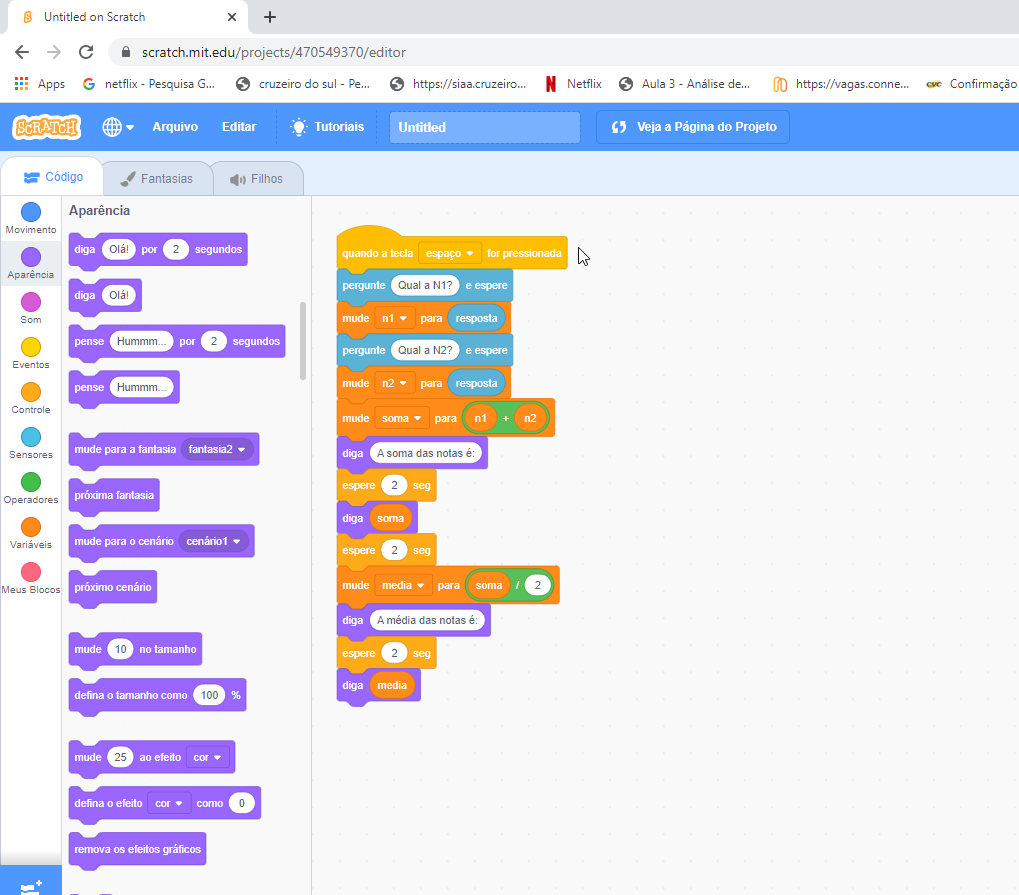 Untitled on Scratch
scratch.mit.edu/projects/470549370/editor
Apps netflix - Pesquisa G... cruzeiro do sul - Pe... https://siaa.cruzeiro... Netflix Aula 3 - Análise de... https://vagas.conne... cvc Confirmação
SCRATCH Arquivo Editar Tutoriais Untitled Veja a Página do Projeto
Código Fantasias Filhos
Movimento
Aparência
Som
Eventos
Controle
Sensores
Operadores
Variáveis
Meus Blocos
Aparência
diga Olá! por 2 segundos
diga Olá!
pense Hummm... por 2 segundos
pense Hummm...
mude para a fantasia fantasia2
próxima fantasia
mude para o cenário cenário1
próximo cenário
mude 10 no tamanho
defina o tamanho como 100 %
mude 25 ao efeito cor
defina o efeito cor como 0
remova os efeitos gráficos
quando a tecla espaço for pressionada
pergunte Qual a N1? e espere
mude n1 para resposta
pergunte Qual a N2? e espere
mude n2 para resposta
mude soma para n1 + n2
diga A soma das notas é:
espere 2 seg
diga soma
espere 2 seg
mude media para soma / 2
diga A média das notas é:
espere 2 seg
diga media